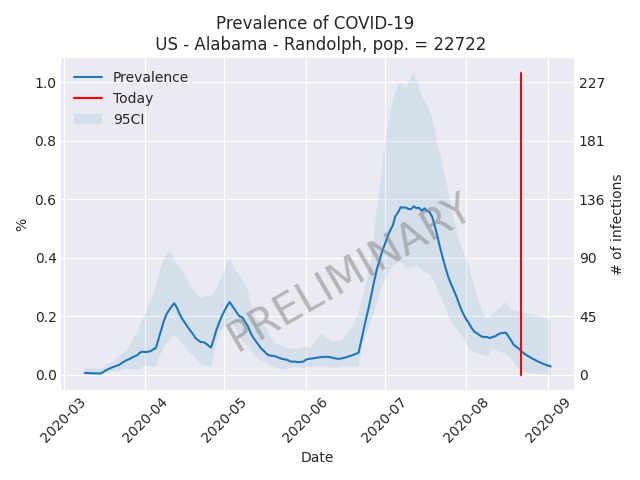 Prevalence of COVID-19
US - Alabama - Randolph, pop. = 22722
Prevalence
Today
95CI
PRELIMINARY
%
1.0
0.8
0.6
0.4
0.2
0.0
227
181
136
90
45
0
# of infections
2020-03
2020-04
2020-05
2020-06
2020-07
2020-08
2020-09
Date